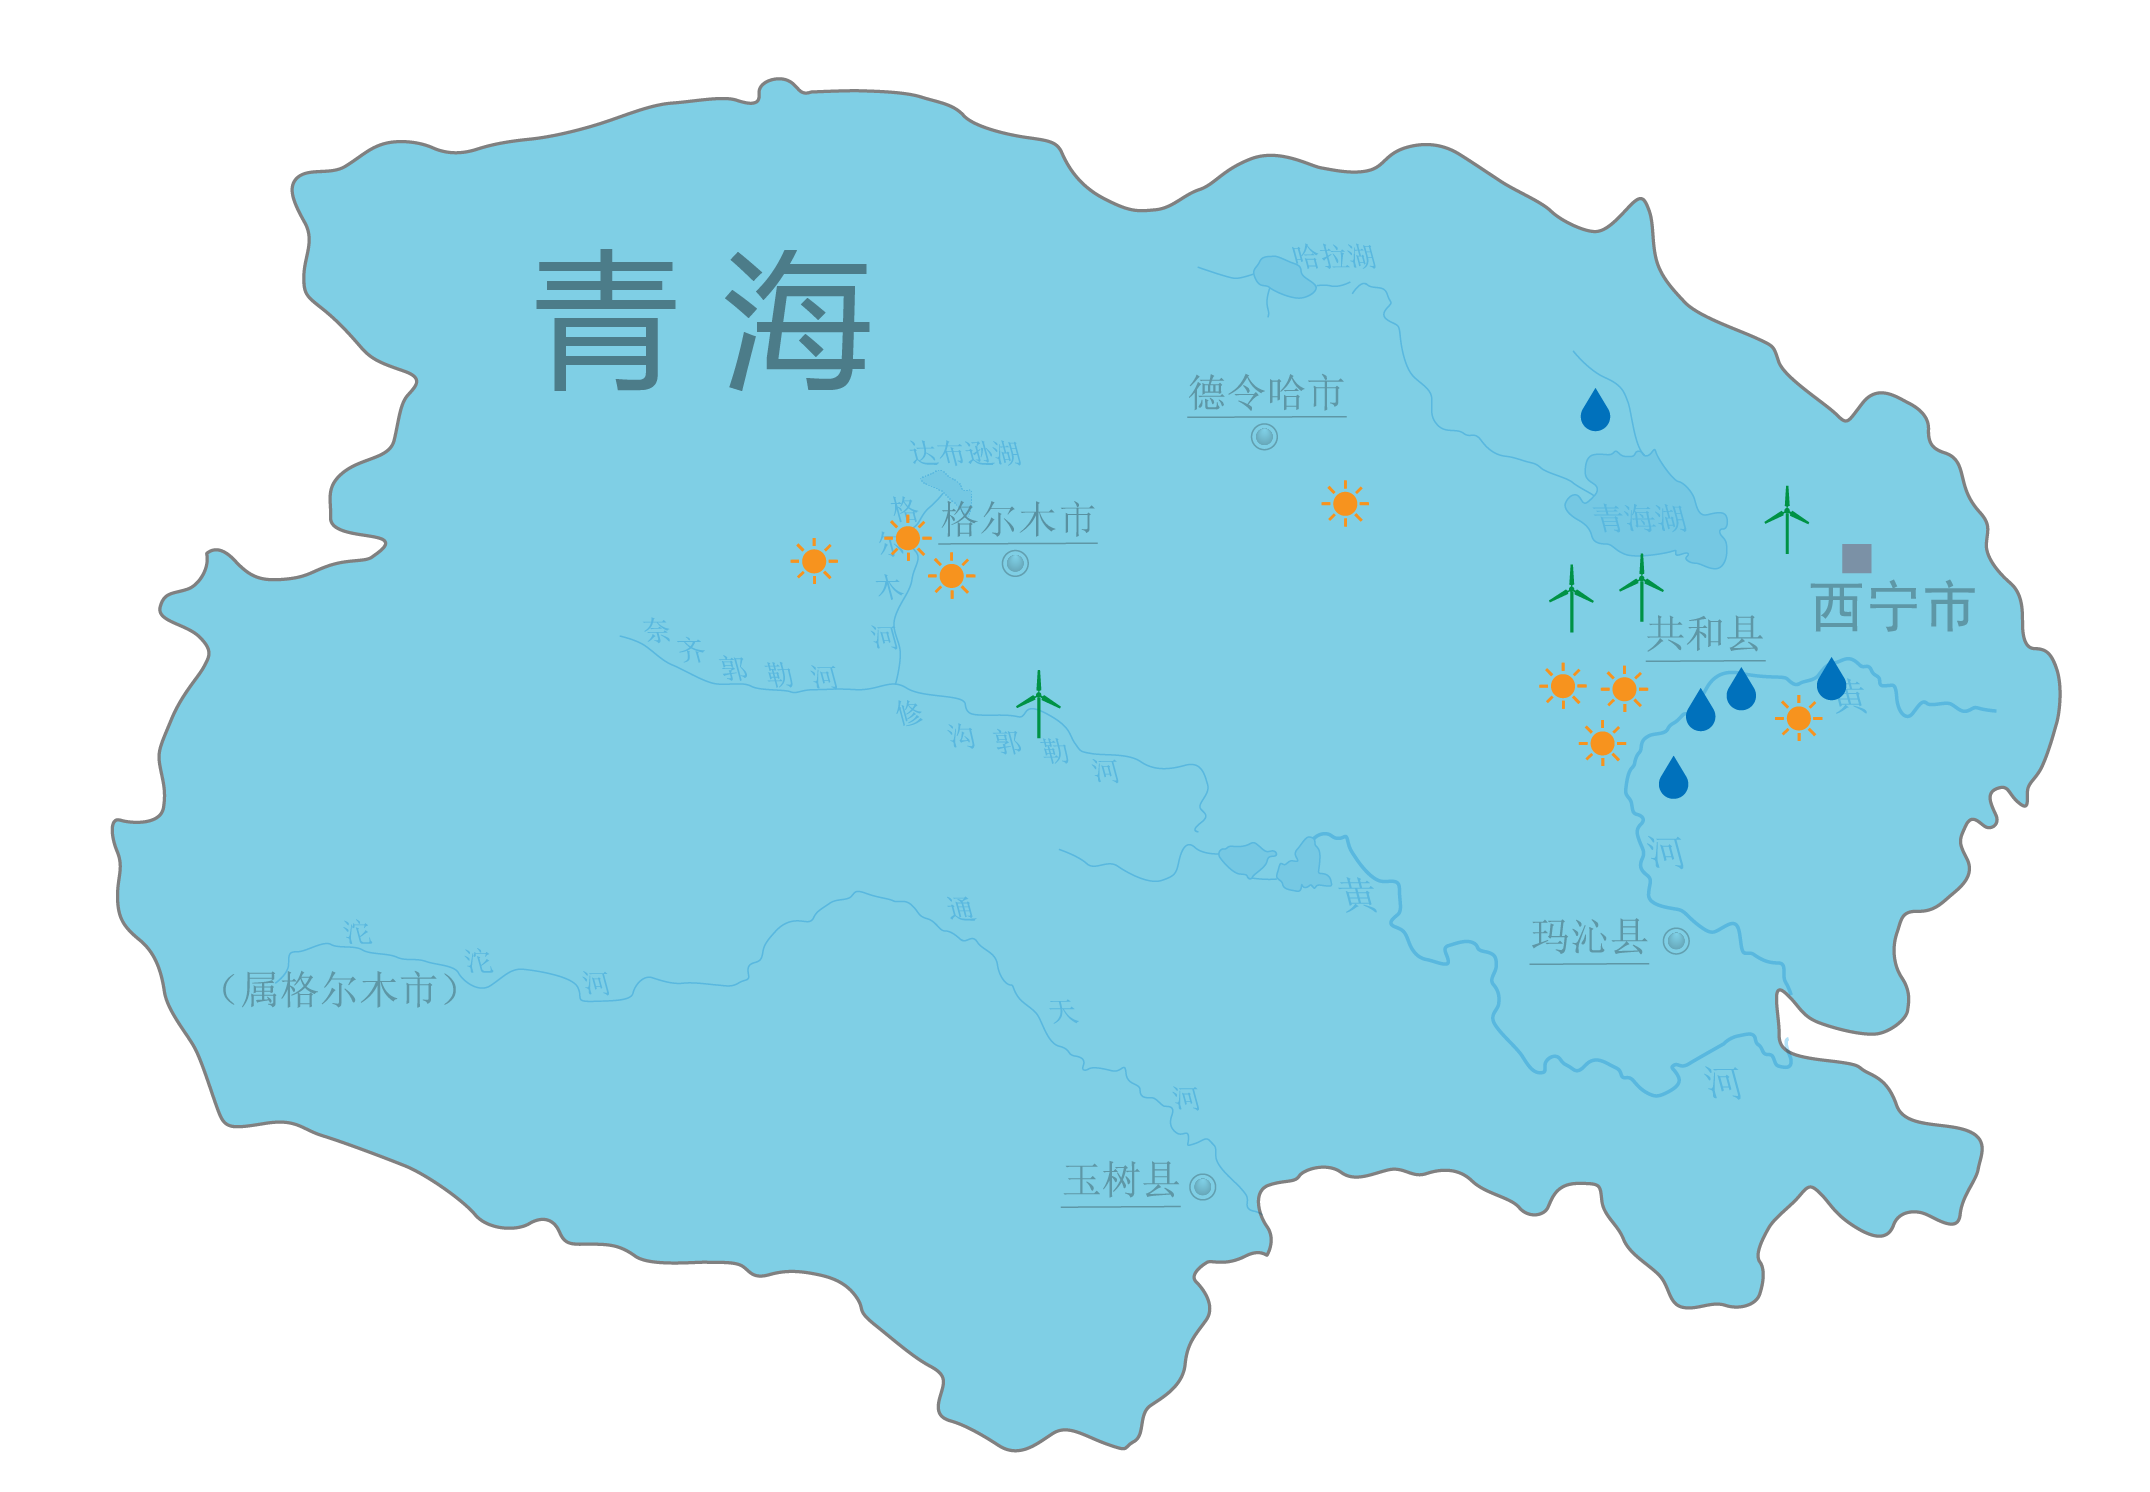 青海
哈拉湖
德令哈市
达布逊湖
格尔木河
格尔木市
青海湖
西宁市
共和县
奈齐郭勒河
修沟郭勒河
黄河
黄河
玛沁县
通天河
沱沱河
（属格尔木市）
玉树县